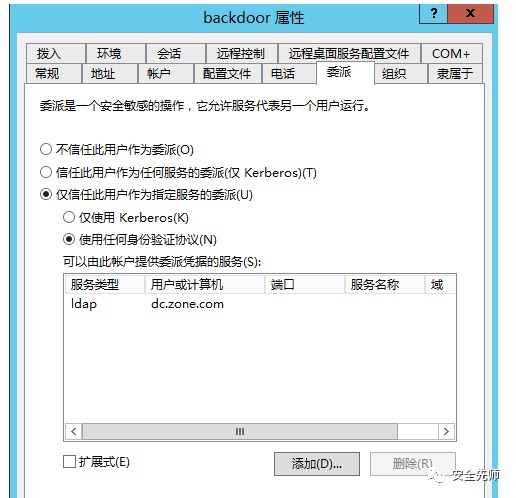 backdoor 属性
?
x
拨入 环境 会话 远程控制 远程桌面服务配置文件 COM+
常规 地址 帐户 配置文件 电话 委派 组织 隶属于
委派是一个安全敏感的操作，它允许服务代表另一个用户运行。
不信任此用户作为委派(O)
信任此用户作为任何服务的委派(仅 Kerberos)(T)
仅信任此用户作为指定服务的委派(U)
仅使用 Kerberos(K)
使用任何身份验证协议(N)
可以由此帐户提供委派凭据的服务(S):
服务类型 用户或计算机 端口 服务名称 域
ldap dc.zone.com
扩展式(E)
添加(D)... 删除(R)
安全先师